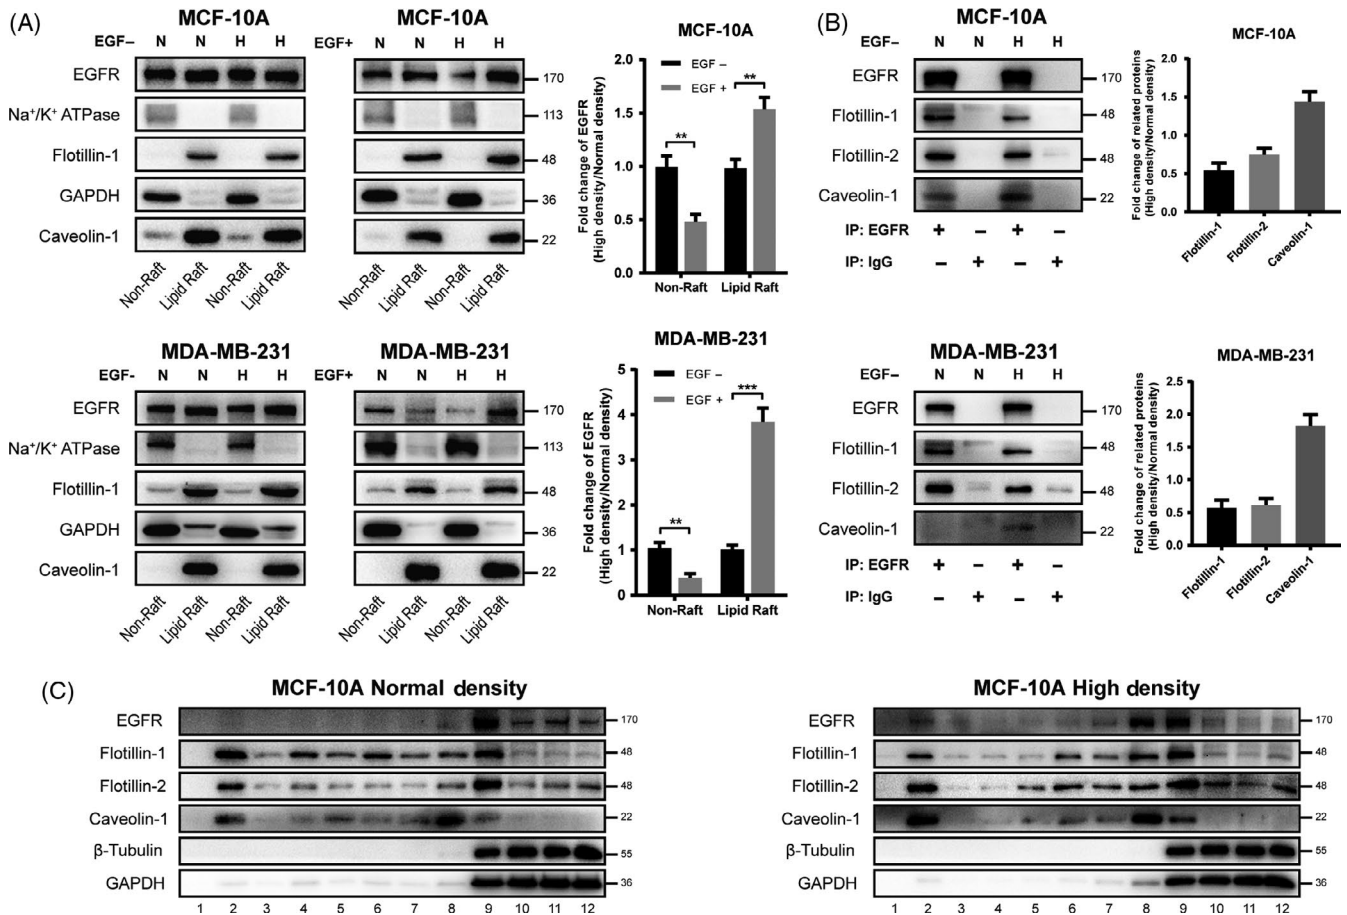 (A)
MCF-10A
EGF– N N H H
EGFR
Na⁺/K⁺ ATPase
Flotillin-1
GAPDH
Caveolin-1
Non-Raft Lipid Raft Non-Raft Lipid Raft
MCF-10A
EGF+ N N H H
170
113
48
36
22
Non-Raft Lipid Raft Non-Raft Lipid Raft
MCF-10A
Fold change of EGFR
(High density/Normal density)
2.0
1.5
1.0
0.5
0.0
EGF –
EGF +
**
**
Non-Raft Lipid Raft
(B)
MCF-10A
EGF– N N H H
EGFR 170
Flotillin-1 48
Flotillin-2 48
Caveolin-1 22
IP: EGFR + – + –
IP: IgG – + – +
MCF-10A
Fold change of related proteins
(High density/Normal density)
2.0
1.5
1.0
0.5
0.0
Flotillin-1 Flotillin-2 Caveolin-1
MDA-MB-231
EGF- N N H H
EGFR
Na⁺/K⁺ ATPase
Flotillin-1
GAPDH
Caveolin-1
Non-Raft Lipid Raft Non-Raft Lipid Raft
MDA-MB-231
EGF+ N N H H
170
113
48
36
22
Non-Raft Lipid Raft Non-Raft Lipid Raft
MDA-MB-231
Fold change of EGFR
(High density/Normal density)
5
4
3
2
1
0
EGF –
EGF +
**
***
Non-Raft Lipid Raft
MDA-MB-231
EGF– N N H H
EGFR 170
Flotillin-1 48
Flotillin-2 48
Caveolin-1 22
IP: EGFR + – + –
IP: IgG – + – +
MDA-MB-231
Fold change of related proteins
(High density/Normal density)
2.5
2.0
1.5
1.0
0.5
0.0
Flotillin-1 Flotillin-2 Caveolin-1
(C)
MCF-10A Normal density
EGFR 170
Flotillin-1 48
Flotillin-2 48
Caveolin-1 22
β-Tubulin 55
GAPDH 36
1 2 3 4 5 6 7 8 9 10 11 12
MCF-10A High density
EGFR 170
Flotillin-1 48
Flotillin-2 48
Caveolin-1 22
β-Tubulin 55
GAPDH 36
1 2 3 4 5 6 7 8 9 10 11 12